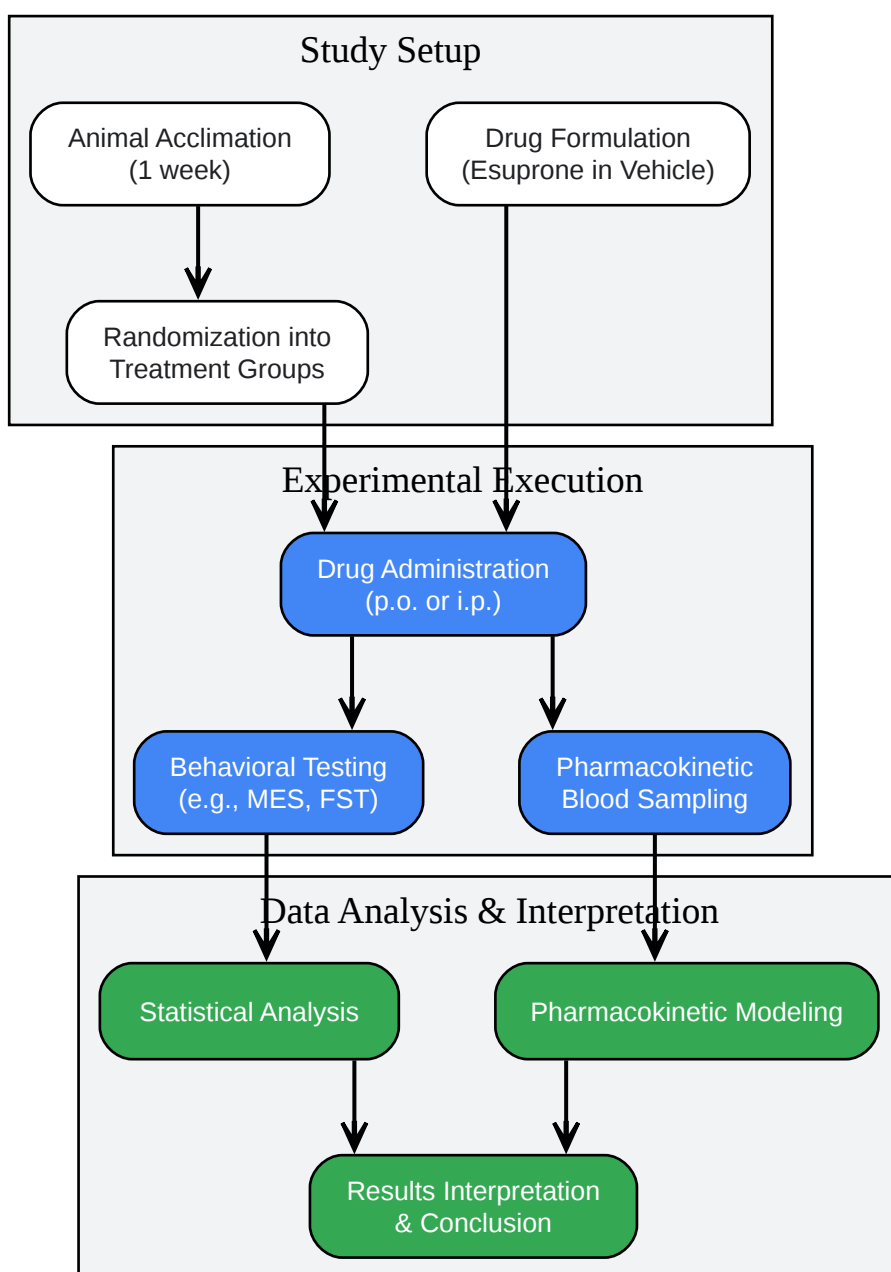 Study Setup
Animal Acclimation
(1 week)
Drug Formulation
(Esuprone in Vehicle)
Randomization into
Treatment Groups
Experimental Execution
Drug Administration
(p.o. or i.p.)
Behavioral Testing
(e.g., MES, FST)
Pharmacokinetic
Blood Sampling
Data Analysis & Interpretation
Statistical Analysis
Pharmacokinetic Modeling
Results Interpretation
& Conclusion